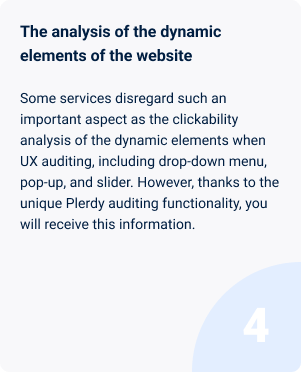 The analysis of the dynamic
elements of the website
Some services disregard such an
important aspect as the clickability
analysis of the dynamic elements when
UX auditing, including drop-down menu,
pop-up, and slider. However, thanks to the
unique Plerdy auditing functionality, you
will receive this information.
4